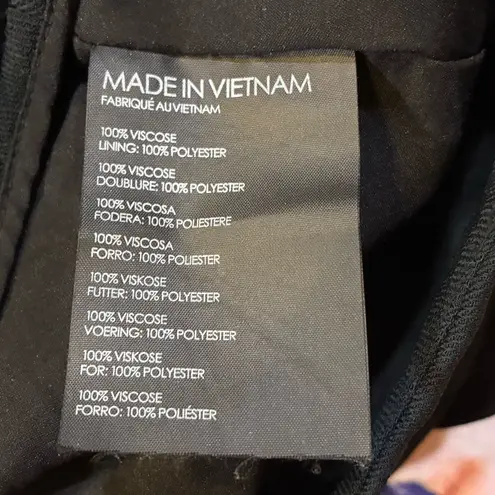 MADE IN VIETNAM
FABRIQUÉ AU VIETNAM
100% VISCOSE
LINING: 100% POLYESTER
100% VISCOSE
DOUBLURE: 100% POLYESTER
100% VISCOSA
FODERA: 100% POLIESTERE
100% VISCOSA
FORRO: 100% POLYESTER
100% VISKOSE
FUTTER: 100% POLYESTER
100% VISCOSE
VOERING: 100% POLYESTER
100% VISKOSE
FOR: 100% POLYESTER
100% VISCOSE
FORRO: 100% POLIÉSTER